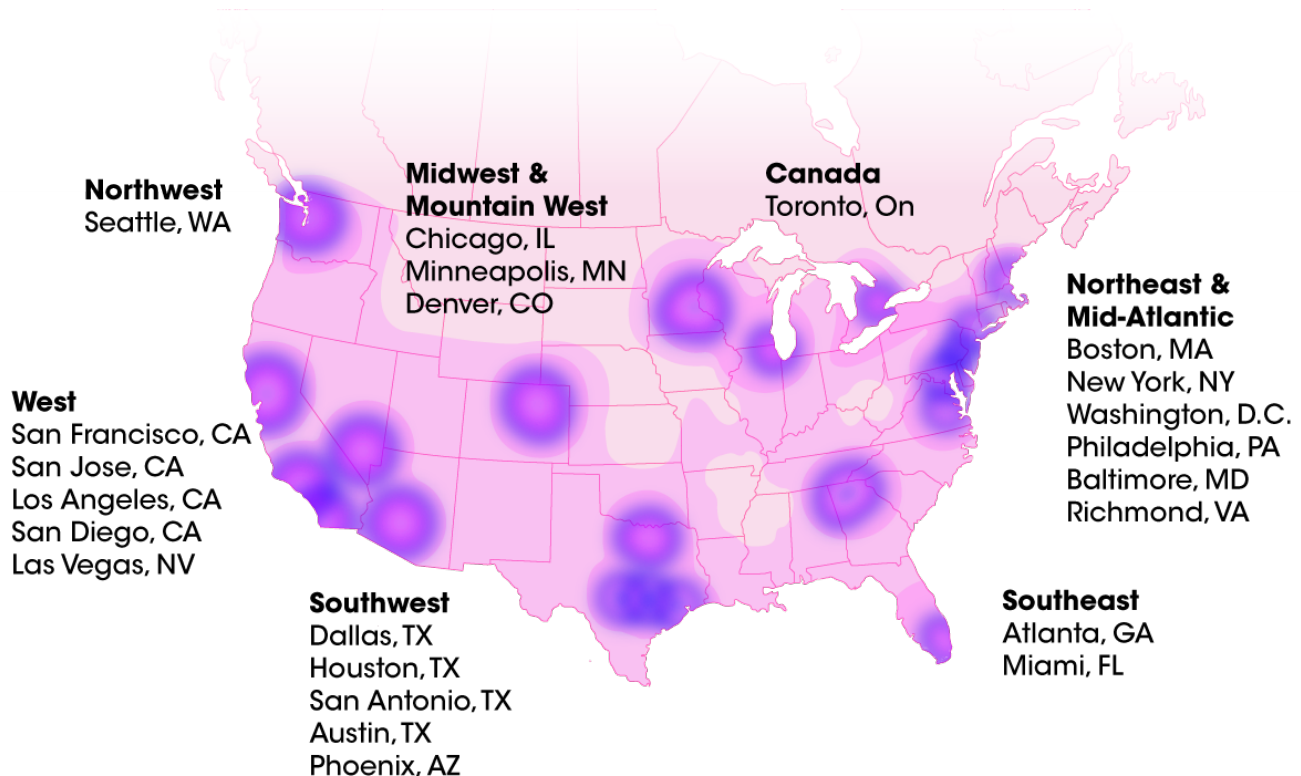 Northwest
Seattle, WA
Midwest &
Mountain West
Chicago, IL
Minneapolis, MN
Denver, CO
Canada
Toronto, On
Northeast &
Mid-Atlantic
Boston, MA
New York, NY
Washington, D.C.
Philadelphia, PA
Baltimore, MD
Richmond, VA
West
San Francisco, CA
San Jose, CA
Los Angeles, CA
San Diego, CA
Las Vegas, NV
Southwest
Dallas, TX
Houston, TX
San Antonio, TX
Austin, TX
Phoenix, AZ
Southeast
Atlanta, GA
Miami, FL